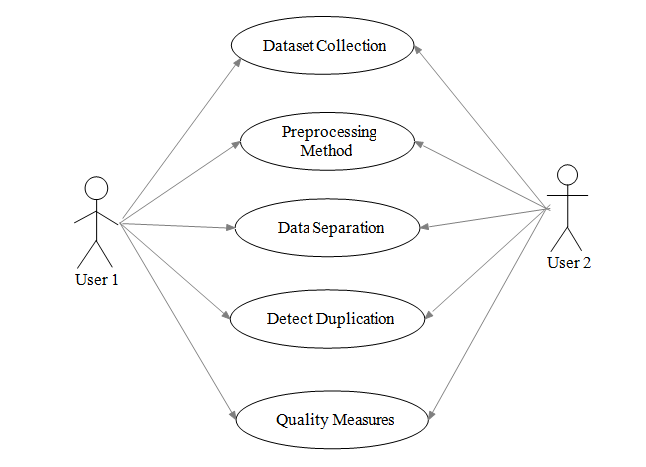 Dataset Collection
Preprocessing
Method
Data Separation
User 1
User 2
Detect Duplication
Quality Measures